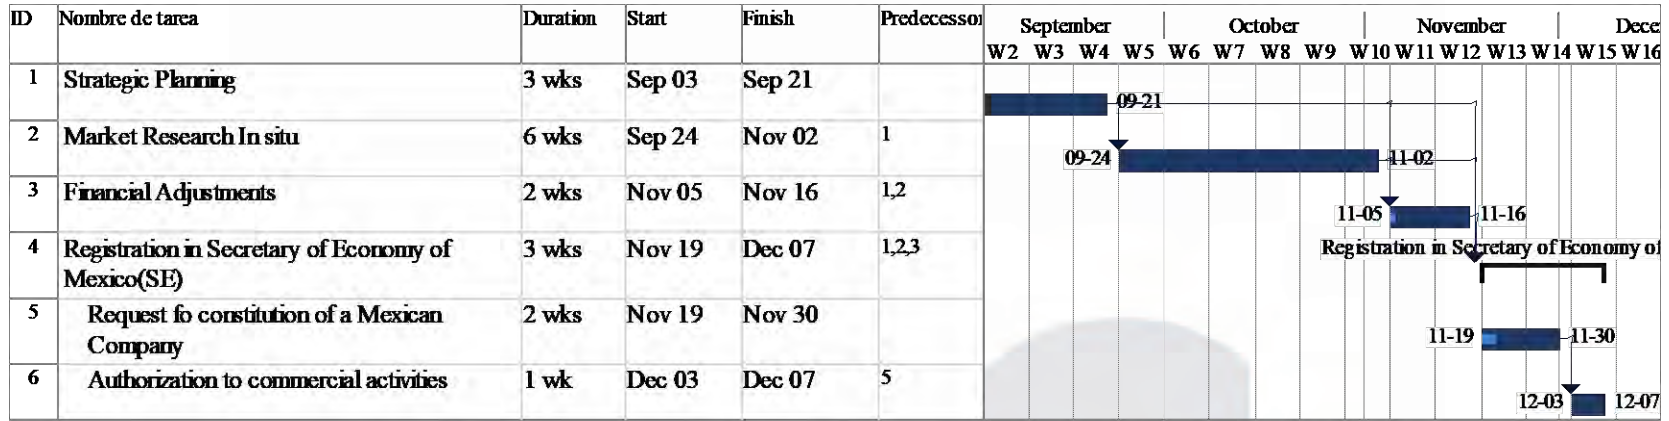 ID Nombre de tarea Duration Start Finish Predecessor
September October November Dece
W2 W3 W4 W5 W6 W7 W8 W9 W10 W11 W12 W13 W14 W15 W16
1 Strategic Planning 3 wks Sep 03 Sep 21
09-21
2 Market Research In situ 6 wks Sep 24 Nov 02 1
09-24 11-02
3 Financial Adjustments 2 wks Nov 05 Nov 16 1,2
11-05 11-16
4 Registration in Secretary of Economy of 3 wks Nov 19 Dec 07 1,2,3
Mexico(SE)
Registration in Secretary of Economy of
5 Request fo constitution of a Mexican 2 wks Nov 19 Nov 30
Company
11-19 11-30
6 Authorization to commercial activities 1 wk Dec 03 Dec 07 5
12-03 12-07